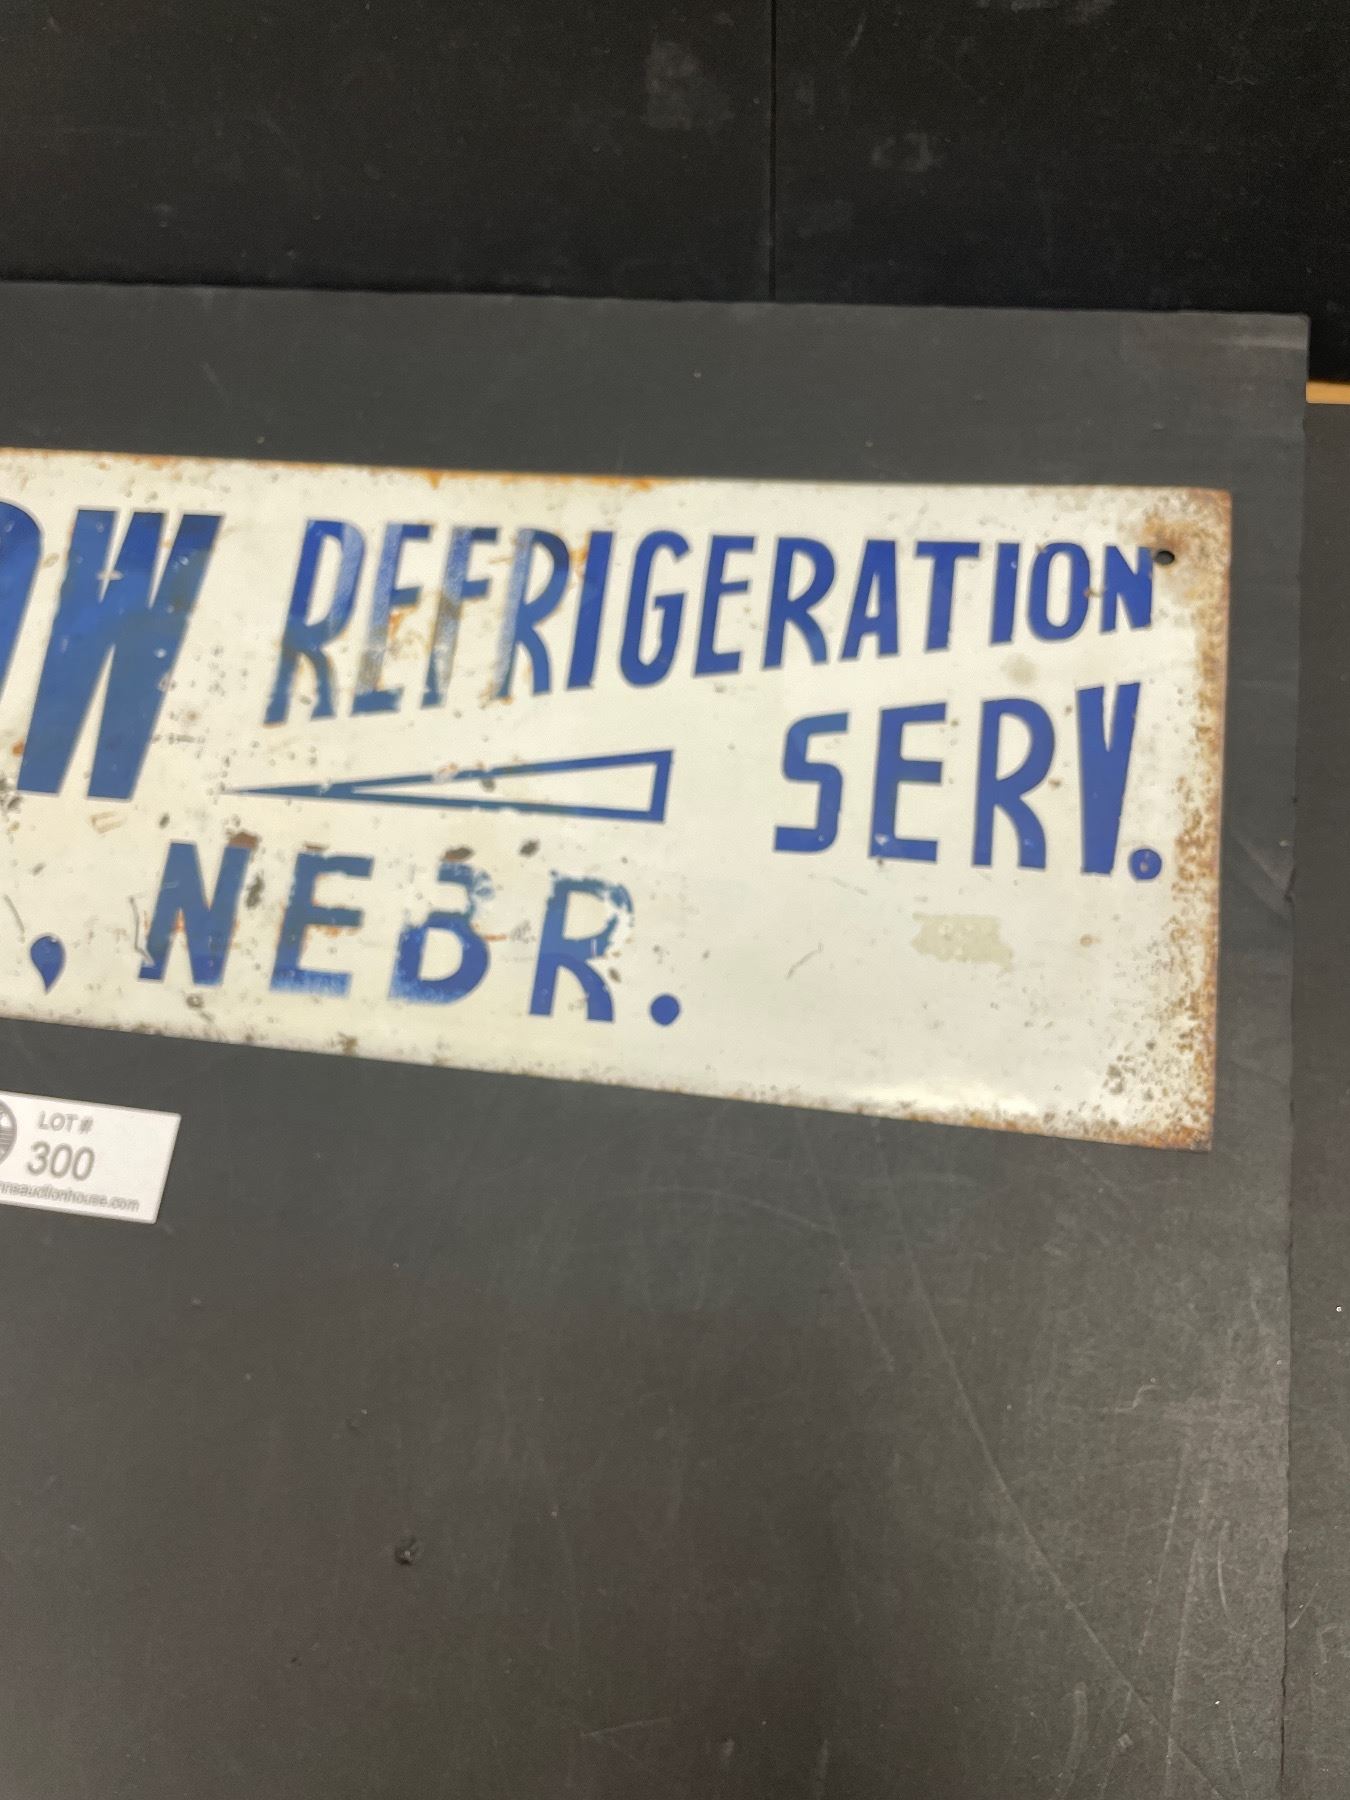 OW REFRIGERATION
SERV.
, NEBR.
LOT #
300